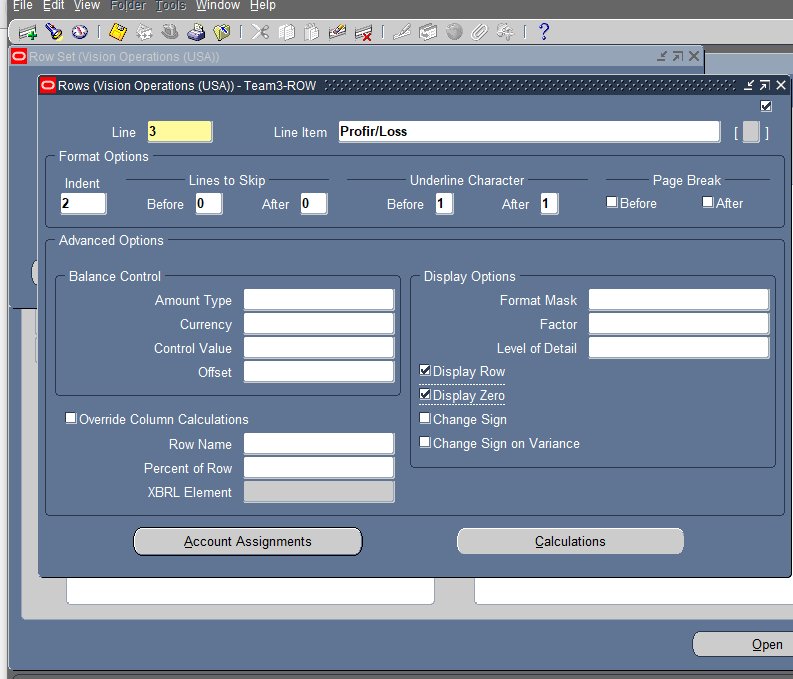 File Edit View Folder Tools Window Help
Row Set (Vision Operations (USA))
Rows (Vision Operations (USA)) - Team3-ROW
Line 3 Line Item Profir/Loss [ ]
Format Options
Indent Lines to Skip Underline Character Page Break
2 Before 0 After 0 Before 1 After 1 Before After
Advanced Options
Balance Control Display Options
Amount Type Format Mask
Currency Factor
Control Value Level of Detail
Offset Display Row
Display Zero
Override Column Calculations Change Sign
Row Name Change Sign on Variance
Percent of Row
XBRL Element
Account Assignments Calculations
Open